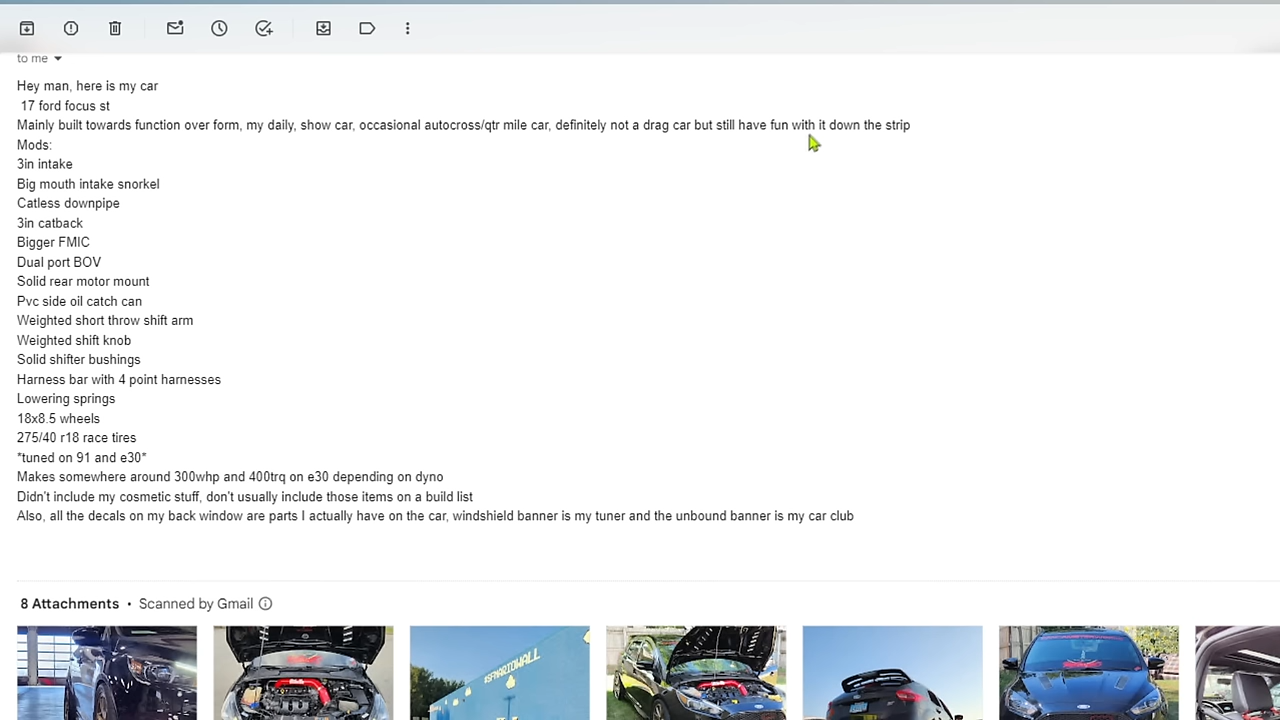 to me
Hey man, here is my car
17 ford focus st
Mainly built towards function over form, my daily, show car, occasional autocross/qtr mile car, definitely not a drag car but still have fun with it down the strip
Mods:
3in intake
Big mouth intake snorkel
Catless downpipe
3in catback
Bigger FMIC
Dual port BOV
Solid rear motor mount
Pvc side oil catch can
Weighted short throw shift arm
Weighted shift knob
Solid shifter bushings
Harness bar with 4 point harnesses
Lowering springs
18x8.5 wheels
275/40 r18 race tires
*tuned on 91 and e30*
Makes somewhere around 300whp and 400trq on e30 depending on dyno
Didn't include my cosmetic stuff, don't usually include those items on a build list
Also, all the decals on my back window are parts I actually have on the car, windshield banner is my tuner and the unbound banner is my car club
8 Attachments • Scanned by Gmail